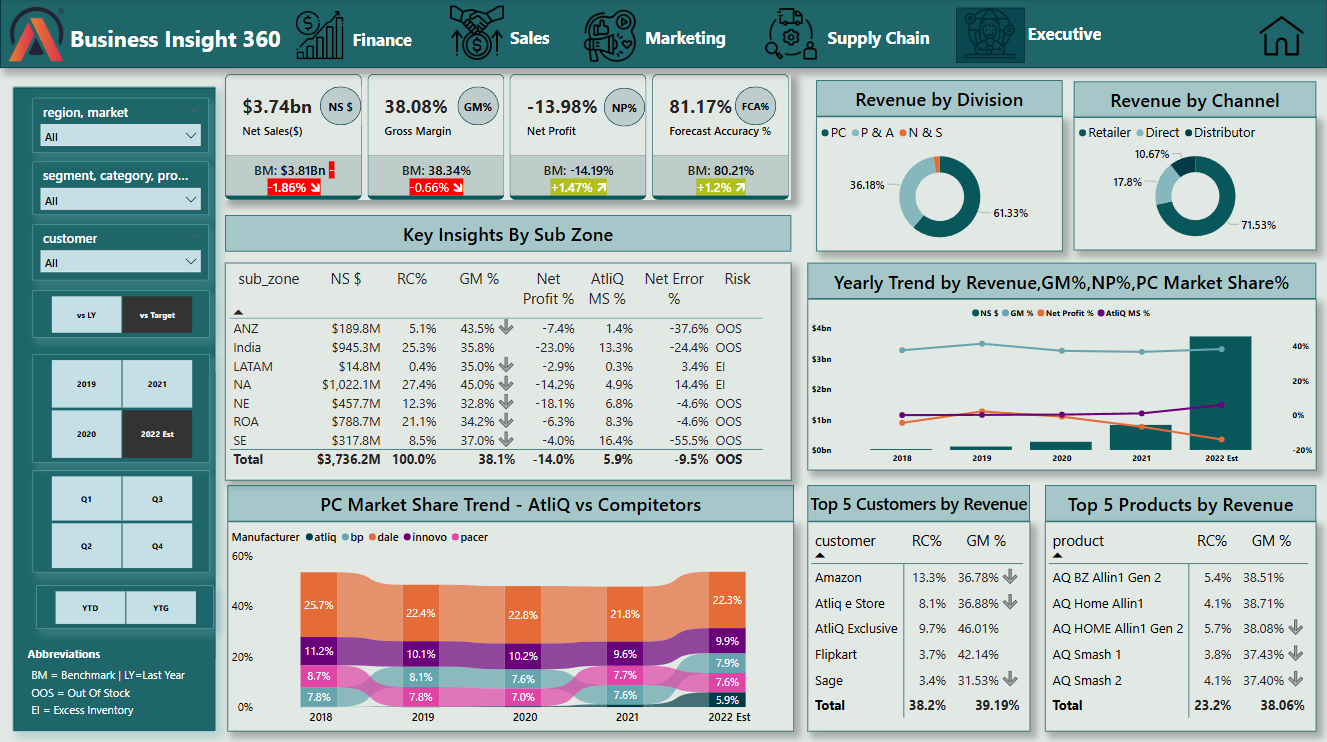 Business Insight 360
Finance
Sales
Marketing
Supply Chain
Executive
region, market
All
segment, category, pro...
All
customer
All
vs LY
vs Target
2019
2021
2020
2022 Est
Q1
Q3
Q2
Q4
YTD
YTG
Abbreviations
BM = Benchmark | LY=Last Year
OOS = Out Of Stock
EI = Excess Inventory
$3.74bn NS $
Net Sales($)
BM: $3.81Bn -
-1.86%
38.08% GM%
Gross Margin
BM: 38.34%
-0.66%
-13.98% NP%
Net Profit
BM: -14.19%
+1.47%
81.17% FCA%
Forecast Accuracy %
BM: 80.21%
+1.2%
Revenue by Division
PC P & A N & S
36.18%
61.33%
Revenue by Channel
Retailer Direct Distributor
10.67%
17.8%
71.53%
Key Insights By Sub Zone
sub_zone NS $ RC% GM % Net Profit % AtliQ MS % Net Error % Risk
ANZ $189.8M 5.1% 43.5% -7.4% 1.4% -37.6% OOS
India $945.3M 25.3% 35.8% -23.0% 13.3% -24.4% OOS
LATAM $14.8M 0.4% 35.0% -2.9% 0.3% 3.4% EI
NA $1,022.1M 27.4% 45.0% -14.2% 4.9% 14.4% EI
NE $457.7M 12.3% 32.8% -18.1% 6.8% -4.6% OOS
ROA $788.7M 21.1% 34.2% -6.3% 8.3% -4.6% OOS
SE $317.8M 8.5% 37.0% -4.0% 16.4% -55.5% OOS
Total $3,736.2M 100.0% 38.1% -14.0% 5.9% -9.5% OOS
Yearly Trend by Revenue,GM%,NP%,PC Market Share%
NS $ GM % Net Profit % AtliQ MS %
$4bn
$3bn
$2bn
$1bn
$0bn
40%
20%
0%
-20%
2018 2019 2020 2021 2022 Est
PC Market Share Trend - AtliQ vs Compitetors
Manufacturer atliq bp dale innovo pacer
60%
40%
20%
0%
25.7% 22.4% 22.8% 21.8% 22.3%
11.2% 10.1% 10.2% 9.6% 9.9%
8.7% 8.1% 7.6% 7.7% 7.9%
7.8% 7.8% 7.0% 7.6% 7.6%
5.9%
2018 2019 2020 2021 2022 Est
Top 5 Customers by Revenue
customer RC% GM %
Amazon 13.3% 36.78%
Atliq e Store 8.1% 36.88%
AtliQ Exclusive 9.7% 46.01%
Flipkart 3.7% 42.14%
Sage 3.4% 31.53%
Total 38.2% 39.19%
Top 5 Products by Revenue
product RC% GM %
AQ BZ Allin1 Gen 2 5.4% 38.51%
AQ Home Allin1 4.1% 38.71%
AQ HOME Allin1 Gen 2 5.7% 38.08%
AQ Smash 1 3.8% 37.43%
AQ Smash 2 4.1% 37.40%
Total 23.2% 38.06%